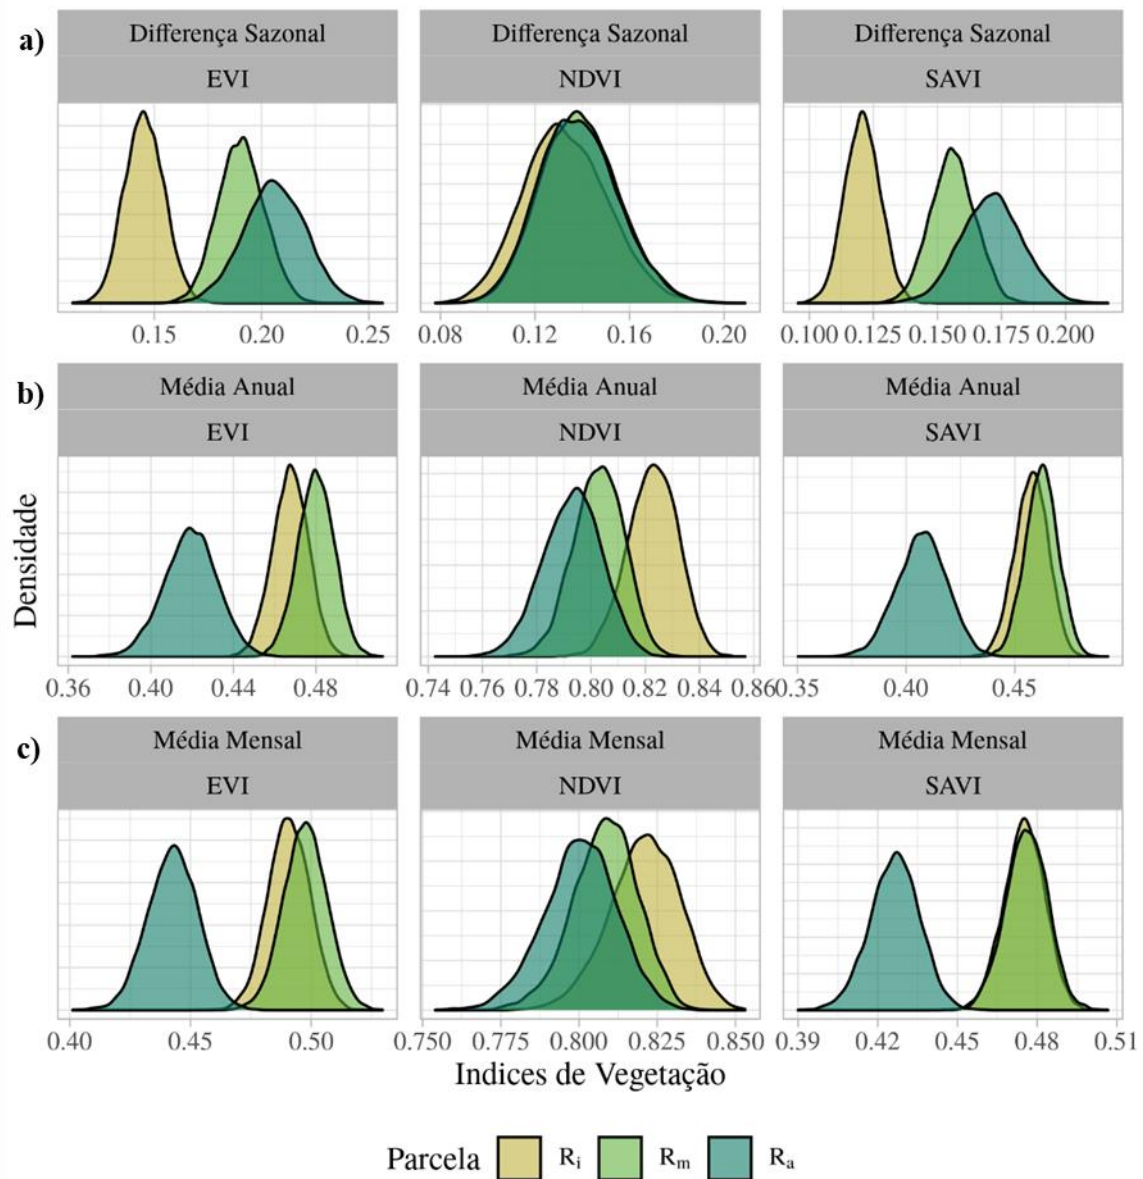 a)
Differença Sazonal Differença Sazonal Differença Sazonal
EVI NDVI SAVI
0.15 0.20 0.25 0.08 0.12 0.16 0.20 0.100 0.125 0.150 0.175 0.200
b)
Média Anual Média Anual Média Anual
EVI NDVI SAVI
0.36 0.40 0.44 0.48 0.74 0.76 0.78 0.80 0.82 0.84 0.86 0.35 0.40 0.45
Densidade
c)
Média Mensal Média Mensal Média Mensal
EVI NDVI SAVI
0.40 0.45 0.50 0.750 0.775 0.800 0.825 0.850 0.39 0.42 0.45 0.48 0.51
Indices de Vegetação
Parcela Ri Rm Ra